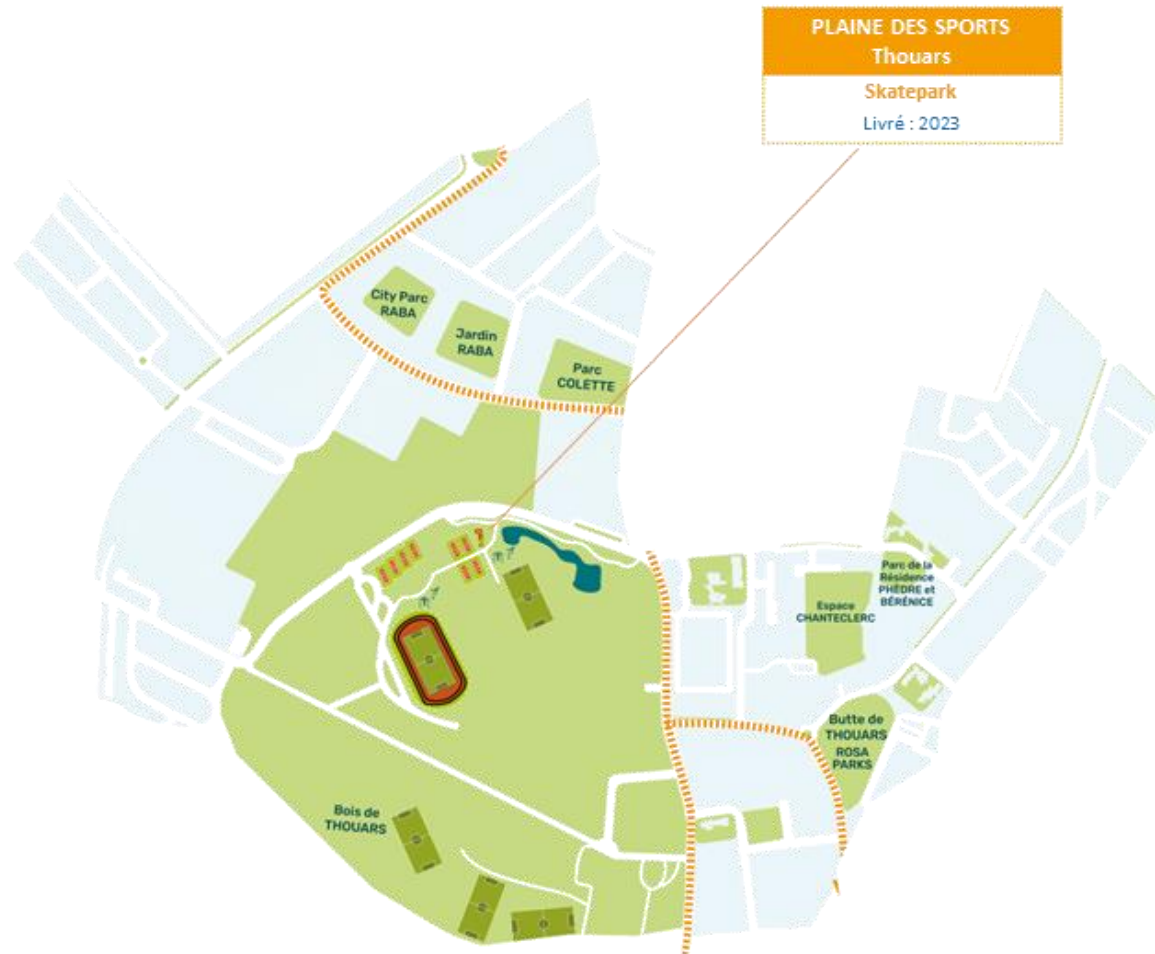 PLAINE DES SPORTS
Thouars
Skatepark
Livré : 2023
City Parc
RABA
Jardin
RABA
Parc
COLETTE
Parc de la
Résidence
PHÈDRE et
BÉRÉNICE
Espace
CHANTECLERC
Butte de
THOUARS
ROSA
PARKS
Bois de
THOUARS